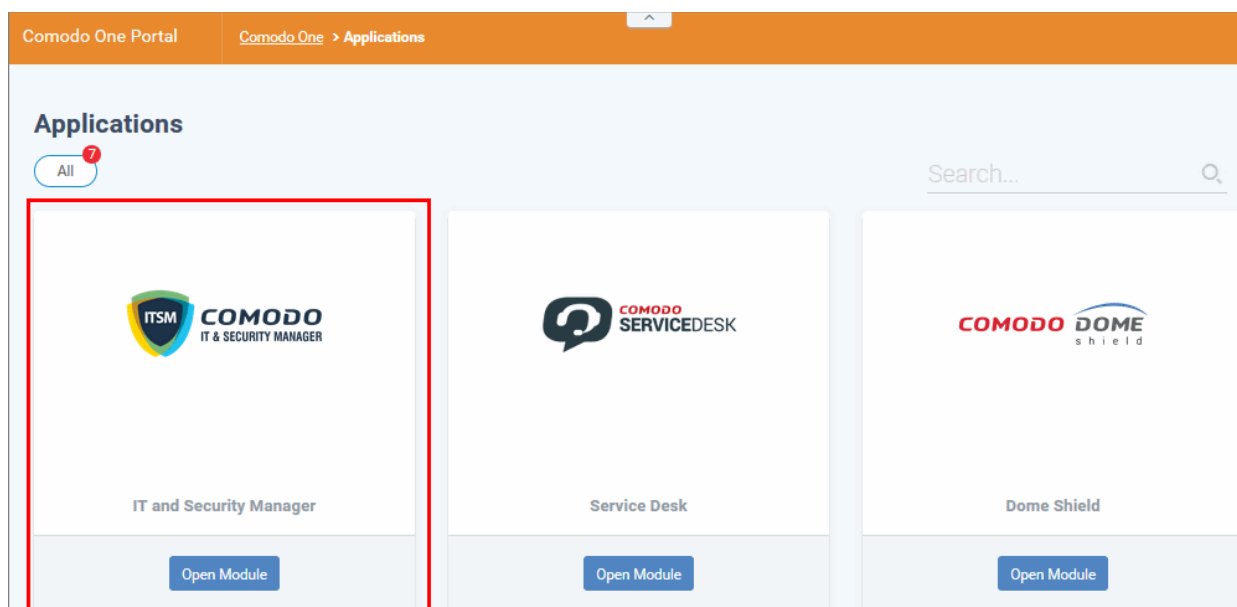 Comodo One Portal
Comodo One > Applications
Applications
All
7
Search...
ITSM
COMODO
IT & SECURITY MANAGER
COMODO
SERVICEDESK
COMODO DOME
shield
IT and Security Manager
Service Desk
Dome Shield
Open Module
Open Module
Open Module